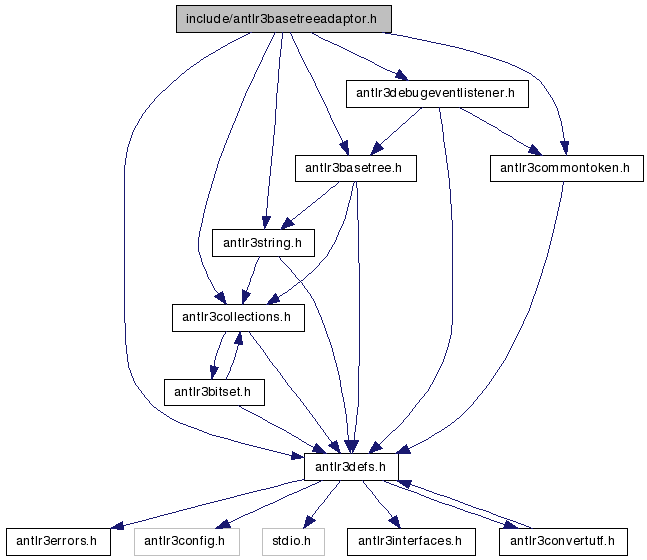 include/antlr3basetreeadaptor.h
antlr3debugeventlistener.h
antlr3basetree.h
antlr3commontoken.h
antlr3string.h
antlr3collections.h
antlr3bitset.h
antlr3defs.h
antlr3errors.h
antlr3config.h
stdio.h
antlr3interfaces.h
antlr3convertutf.h